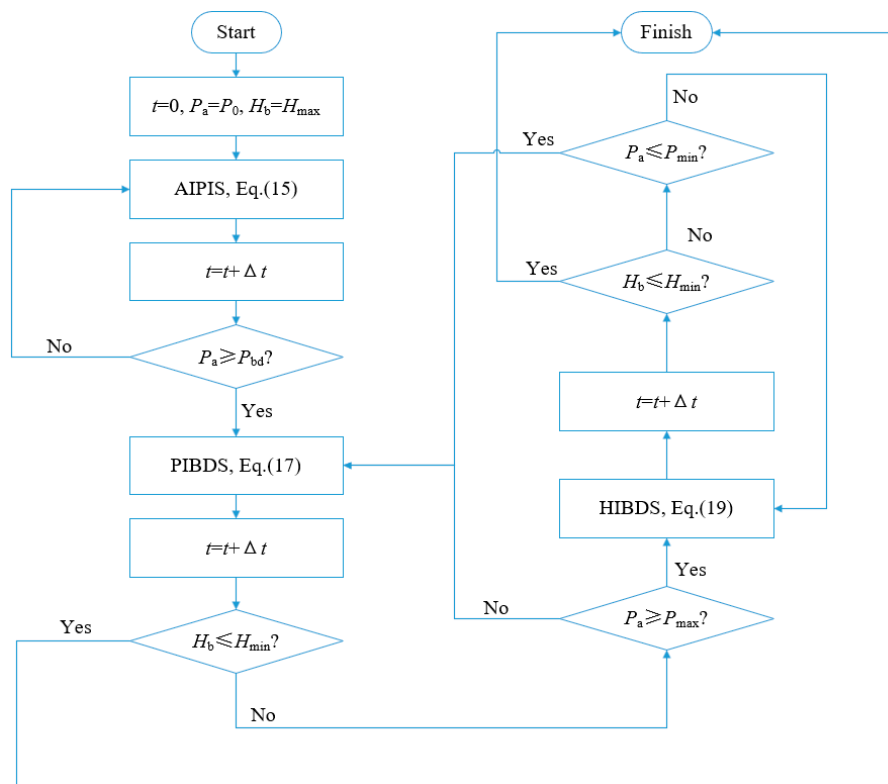 Start
t=0, Pa=P0, Hb=Hmax
AIPIS, Eq.(15)
t=t+Δt
No
Pa≥Pbd?
Yes
PIBDS, Eq.(17)
t=t+Δt
Yes
Hb≤Hmin?
No
Finish
No
Yes
Pa≤Pmin?
No
Yes
Hb≤Hmin?
t=t+Δt
HIBDS, Eq.(19)
Yes
No
Pa≥Pmax?